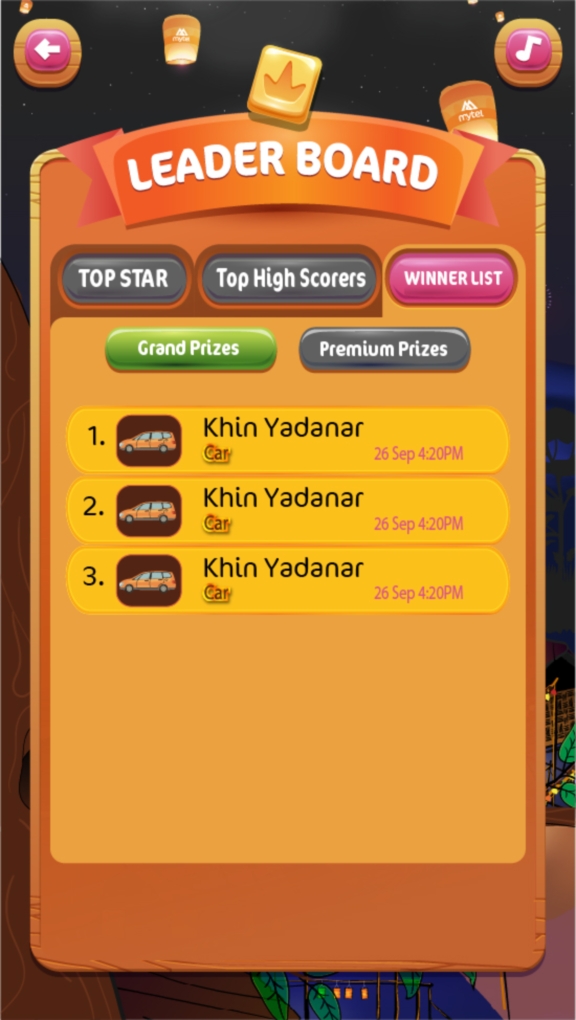 mytel
mytel
LEADER BOARD
TOP STAR
Top High Scorers
WINNER LIST
Grand Prizes
Premium Prizes
1.
Khin Yadanar
Car
26 Sep 4:20PM
2.
Khin Yadanar
Car
26 Sep 4:20PM
3.
Khin Yadanar
Car
26 Sep 4:20PM